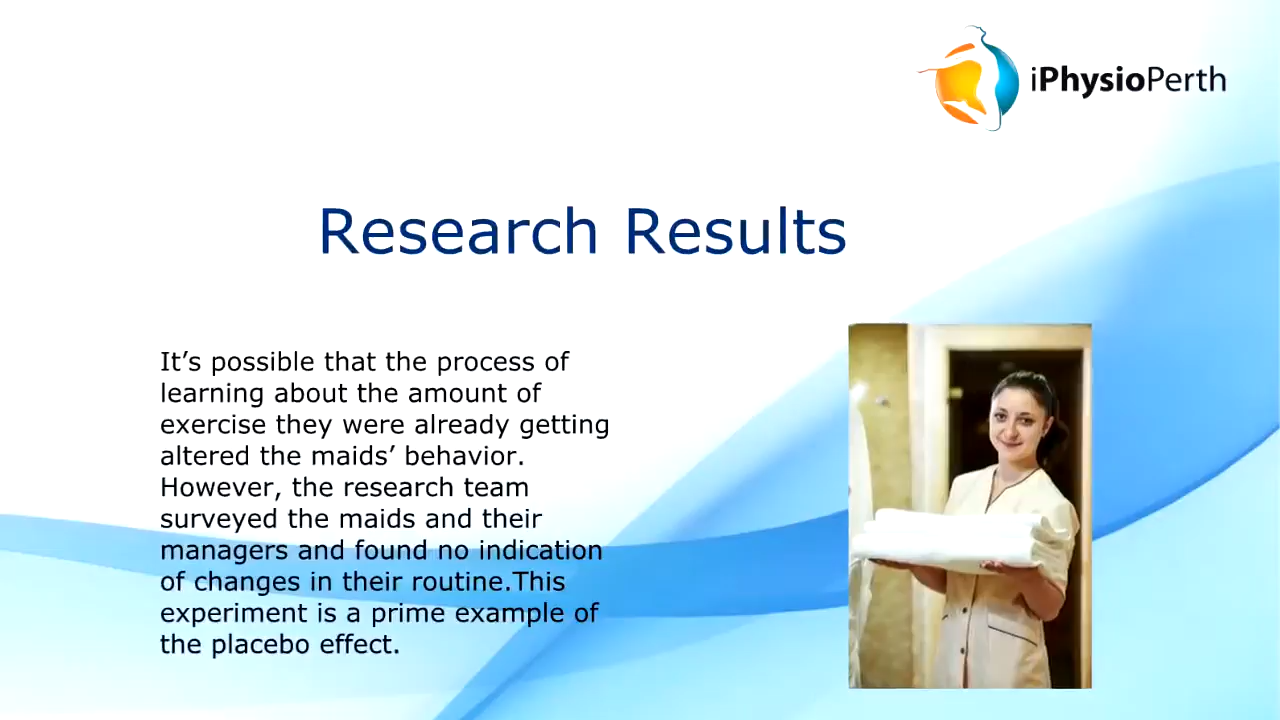 iPhysioPerth
Research Results
It’s possible that the process of
learning about the amount of
exercise they were already getting
altered the maids’ behavior.
However, the research team
surveyed the maids and their
managers and found no indication
of changes in their routine.This
experiment is a prime example of
the placebo effect.